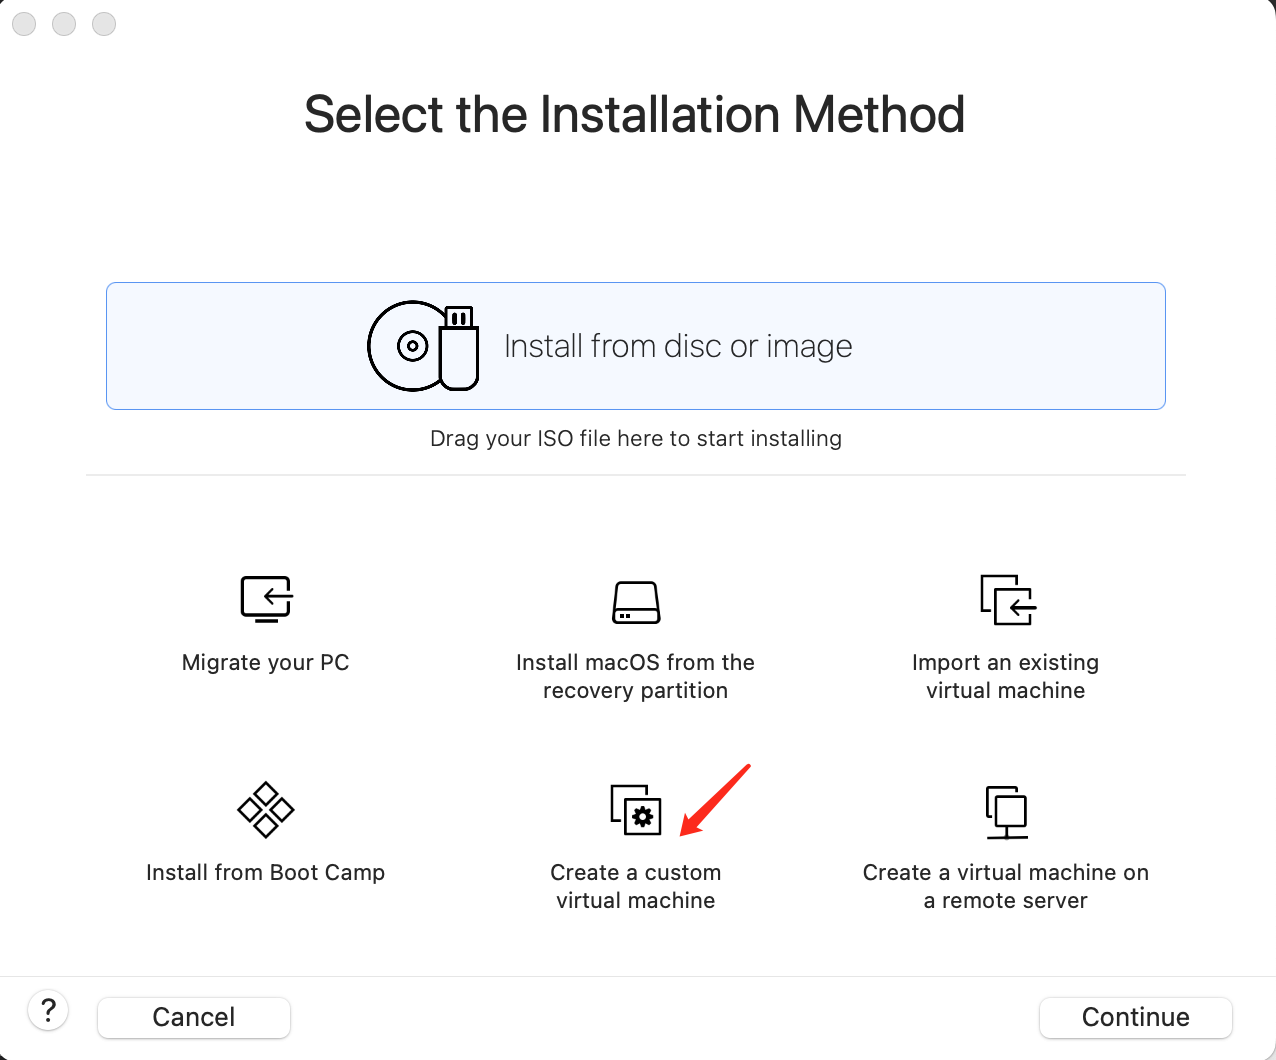 Select the Installation Method
Install from disc or image
Drag your ISO file here to start installing
Migrate your PC
Install macOS from the
recovery partition
Import an existing
virtual machine
Install from Boot Camp
Create a custom
virtual machine
Create a virtual machine on
a remote server
?
Cancel
Continue